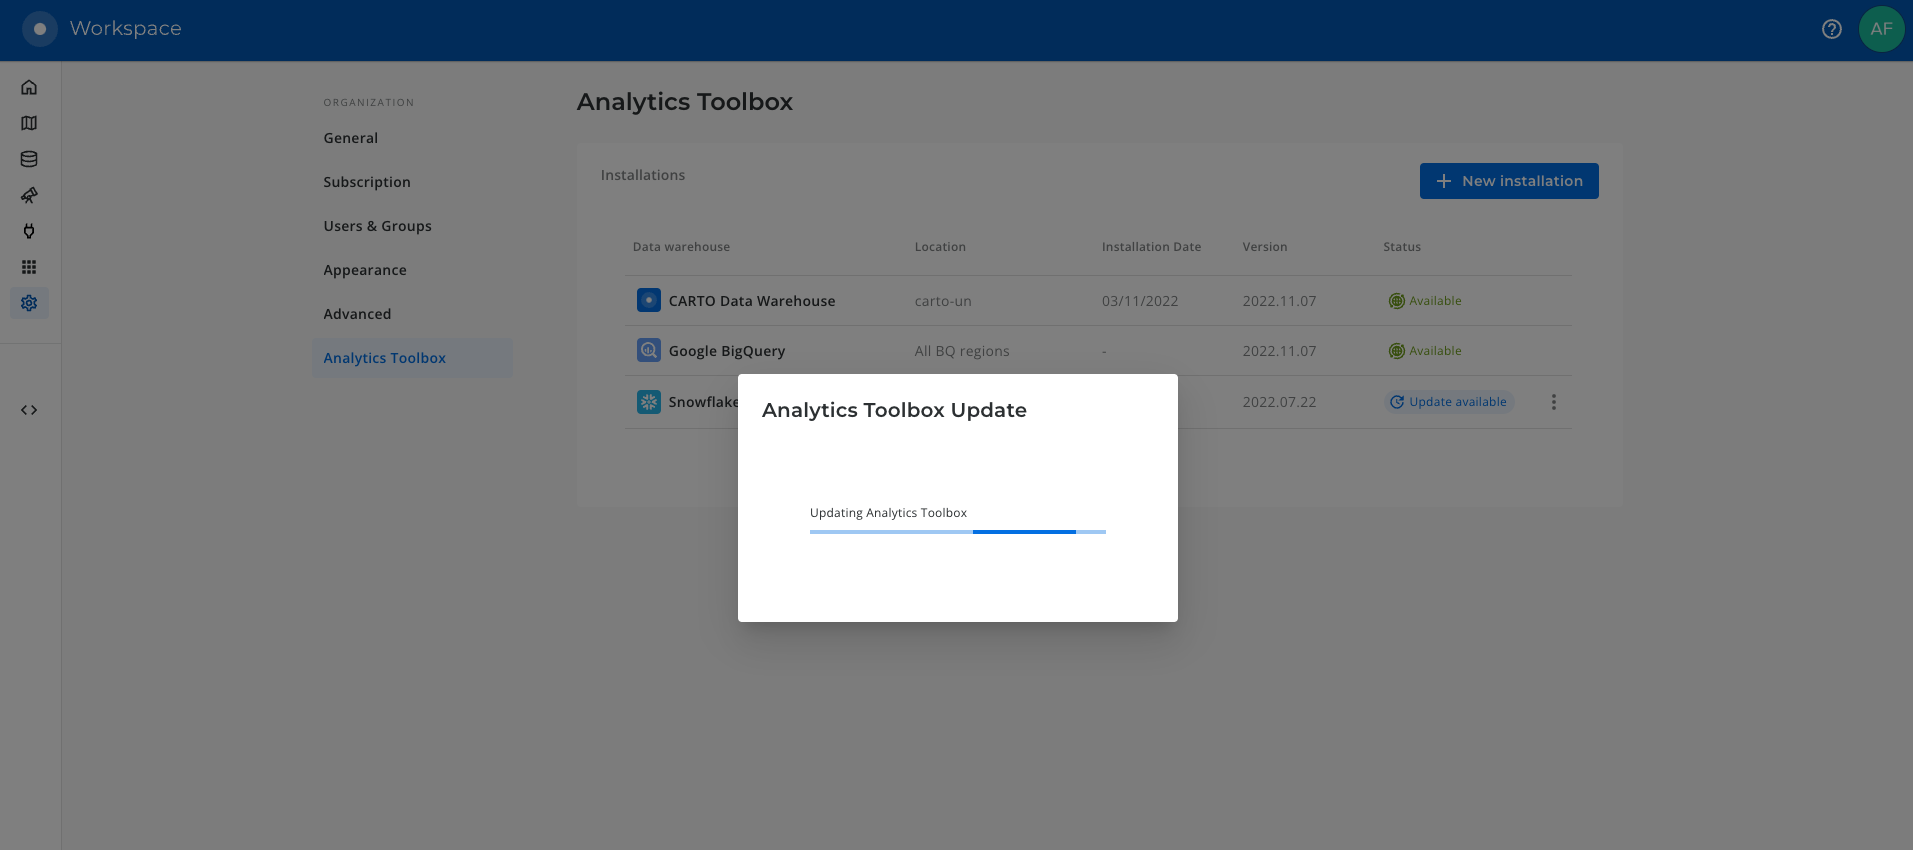 Workspace
AF
ORGANIZATION
General
Subscription
Users & Groups
Appearance
Advanced
Analytics Toolbox
Analytics Toolbox
Installations
New installation
Data warehouse Location Installation Date Version Status
CARTO Data Warehouse carto-un 03/11/2022 2022.11.07 Available
Google BigQuery All BQ regions - 2022.11.07 Available
Snowflake 2022.07.22 Update available
Analytics Toolbox Update
Updating Analytics Toolbox